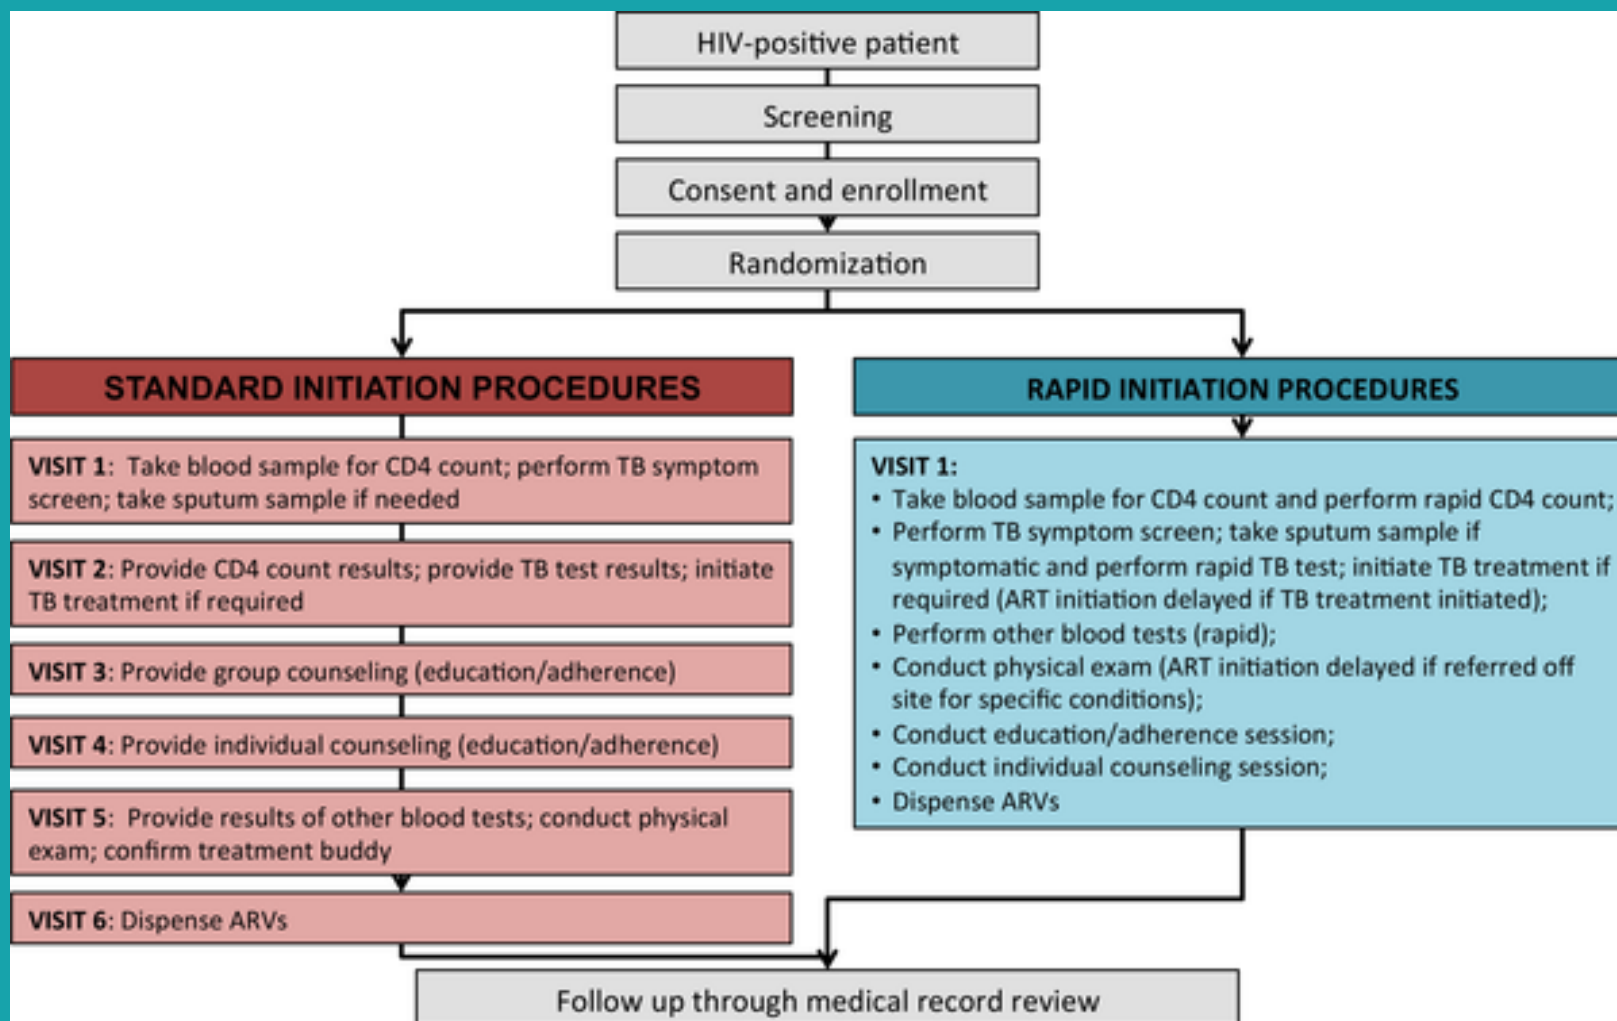 HIV-positive patient
Screening
Consent and enrollment
Randomization
STANDARD INITIATION PROCEDURES
VISIT 1:  Take blood sample for CD4 count; perform TB symptom
screen; take sputum sample if needed
VISIT 2: Provide CD4 count results; provide TB test results; initiate
TB treatment if required
VISIT 3: Provide group counseling (education/adherence)
VISIT 4: Provide individual counseling (education/adherence)
VISIT 5:  Provide results of other blood tests; conduct physical
exam; confirm treatment buddy
VISIT 6: Dispense ARVs
RAPID INITIATION PROCEDURES
VISIT 1:
• Take blood sample for CD4 count and perform rapid CD4 count;
• Perform TB symptom screen; take sputum sample if
symptomatic and perform rapid TB test; initiate TB treatment if
required (ART initiation delayed if TB treatment initiated);
• Perform other blood tests (rapid);
• Conduct physical exam (ART initiation delayed if referred off
site for specific conditions);
• Conduct education/adherence session;
• Conduct individual counseling session;
• Dispense ARVs
Follow up through medical record review